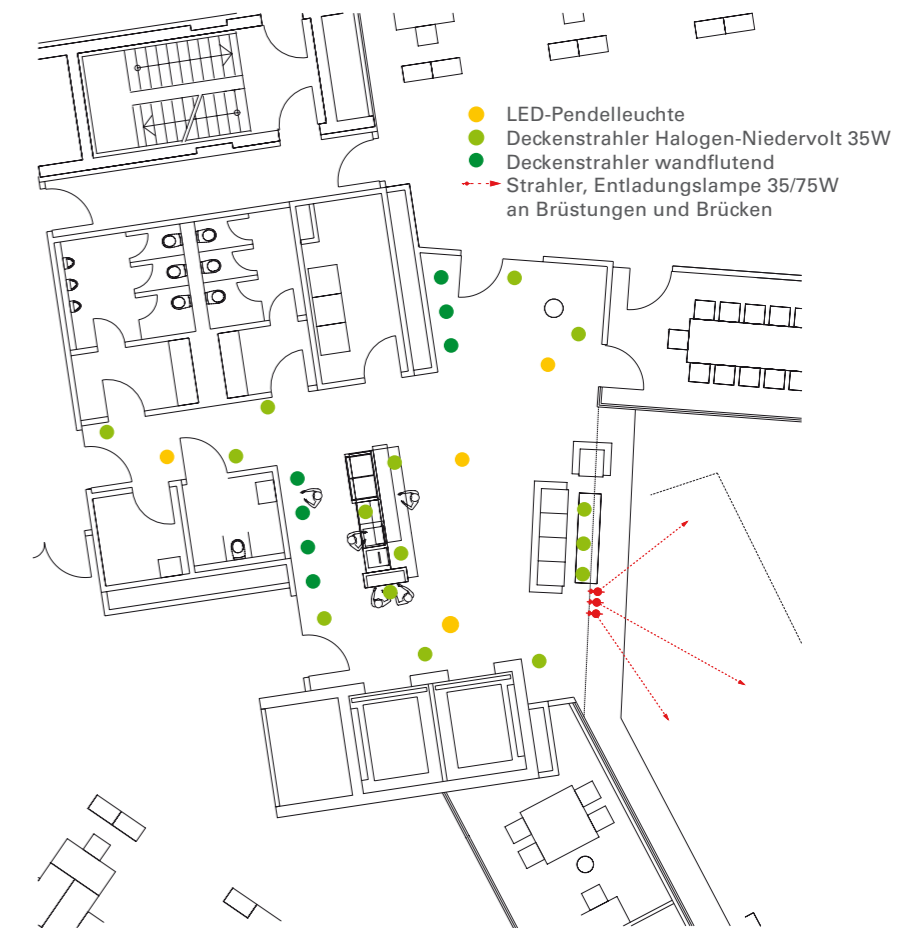 LED-Pendelleuchte
Deckenstrahler Halogen-Niedervolt 35W
Deckenstrahler wandflutend
Strahler, Entladungslampe 35/75W
an Brüstungen und Brücken